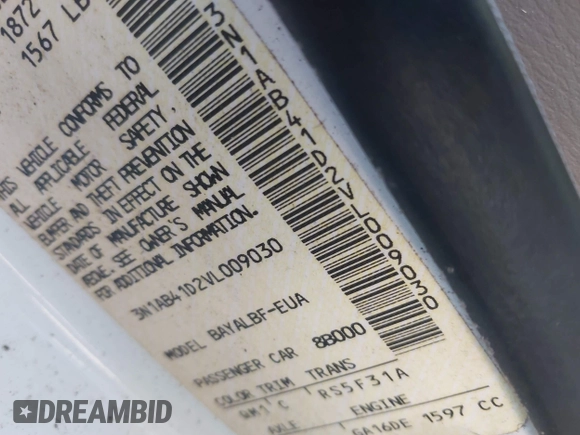 1872
1567 LB
THIS VEHICLE CONFORMS TO
ALL APPLICABLE FEDERAL
VEHICLE MOTOR SAFETY,
BUMPER AND THEFT PREVENTION
STANDARDS IN EFFECT ON THE
DATE OF MANUFACTURE SHOWN
ABOVE. SEE OWNER'S MANUAL
FOR ADDITIONAL INFORMATION.
3N1AB41D2VL009030
3N1AB41D2VL009030
MODEL BAYALBF-EUA
PASSENGER CAR 8B000
COLOR TRIM TRANS
RS5F31A
AXLE ENGINE
GA16DE 1597 CC
DREAMBID